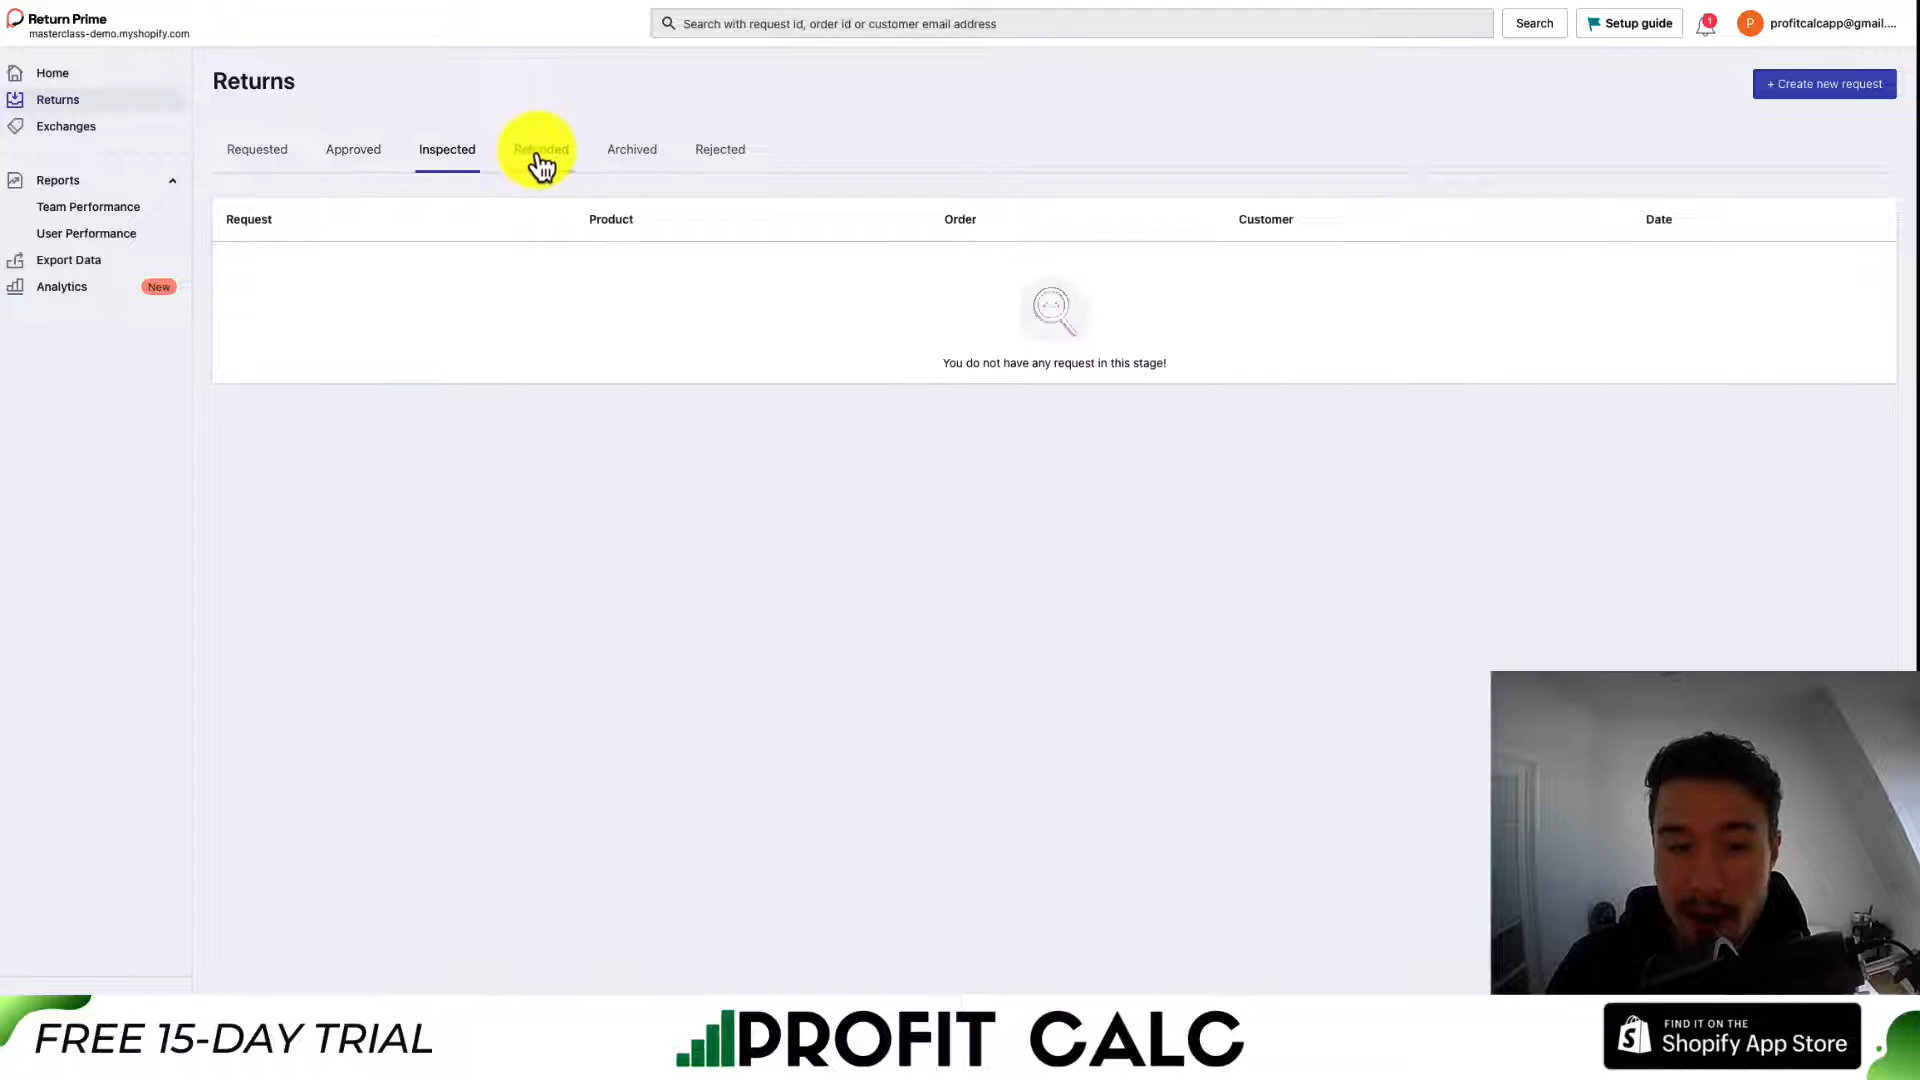 Return Prime
masterclass-demo.myshopify.com
Search with request id, order id or customer email address
Search
Setup guide
1
P
profitcalcapp@gmail....
Home
Returns
Exchanges
Reports
Team Performance
User Performance
Export Data
Analytics
New
Returns
+ Create new request
Requested
Approved
Inspected
Refunded
Archived
Rejected
Request
Product
Order
Customer
Date
You do not have any request in this stage!
FREE 15-DAY TRIAL
PROFIT CALC
FIND IT ON THE
Shopify App Store